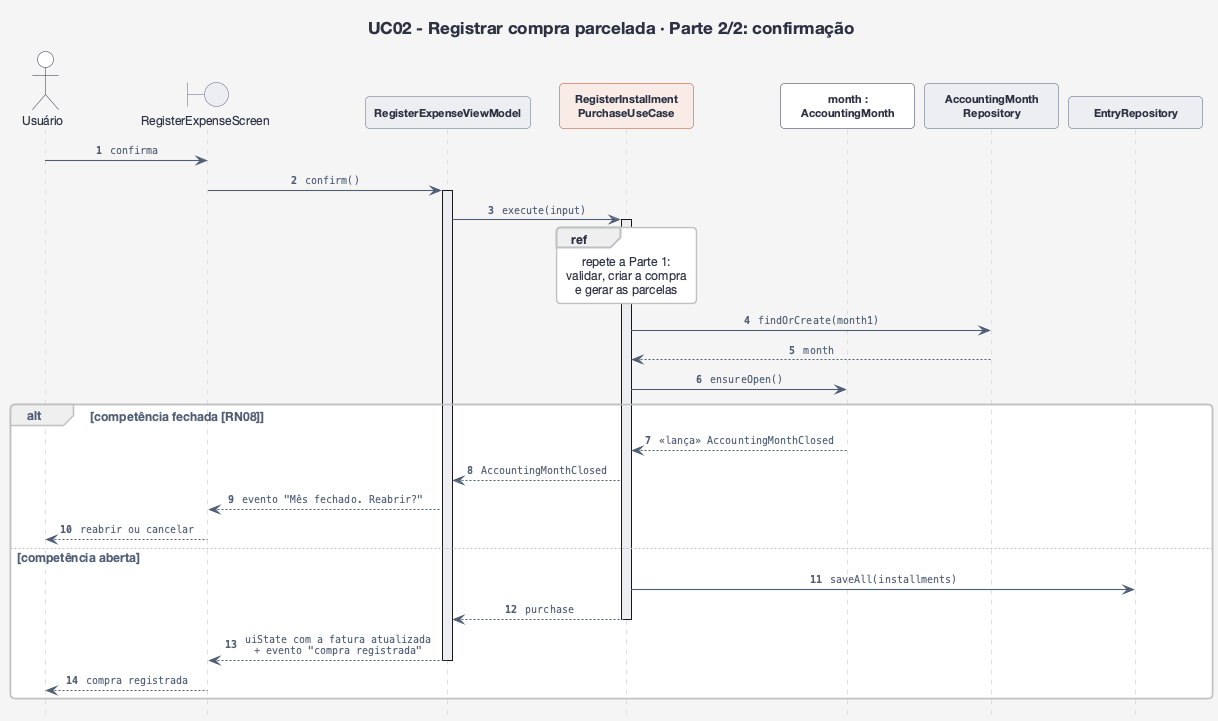 UC02 - Registrar compra parcelada · Parte 2/2: confirmação
Usuário
RegisterExpenseScreen
RegisterExpenseViewModel
RegisterInstallment
PurchaseUseCase
month :
AccountingMonth
AccountingMonth
Repository
EntryRepository
1 confirma
2 confirm()
3 execute(input)
ref
repete a Parte 1:
validar, criar a compra
e gerar as parcelas
4 findOrCreate(month1)
5 month
6 ensureOpen()
alt [competência fechada [RN08]]
7 «lança» AccountingMonthClosed
8 AccountingMonthClosed
9 evento "Mês fechado. Reabrir?"
10 reabrir ou cancelar
[competência aberta]
11 saveAll(installments)
12 purchase
13 uiState com a fatura atualizada
+ evento "compra registrada"
14 compra registrada